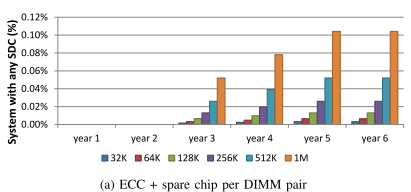 System with any SDC (%)
0.12%
0.10%
0.08%
0.06%
0.04%
0.02%
0.00%
year 1 year 2 year 3 year 4 year 5 year 6
32K 64K 128K 256K 512K 1M
(a) ECC + spare chip per DIMM pair